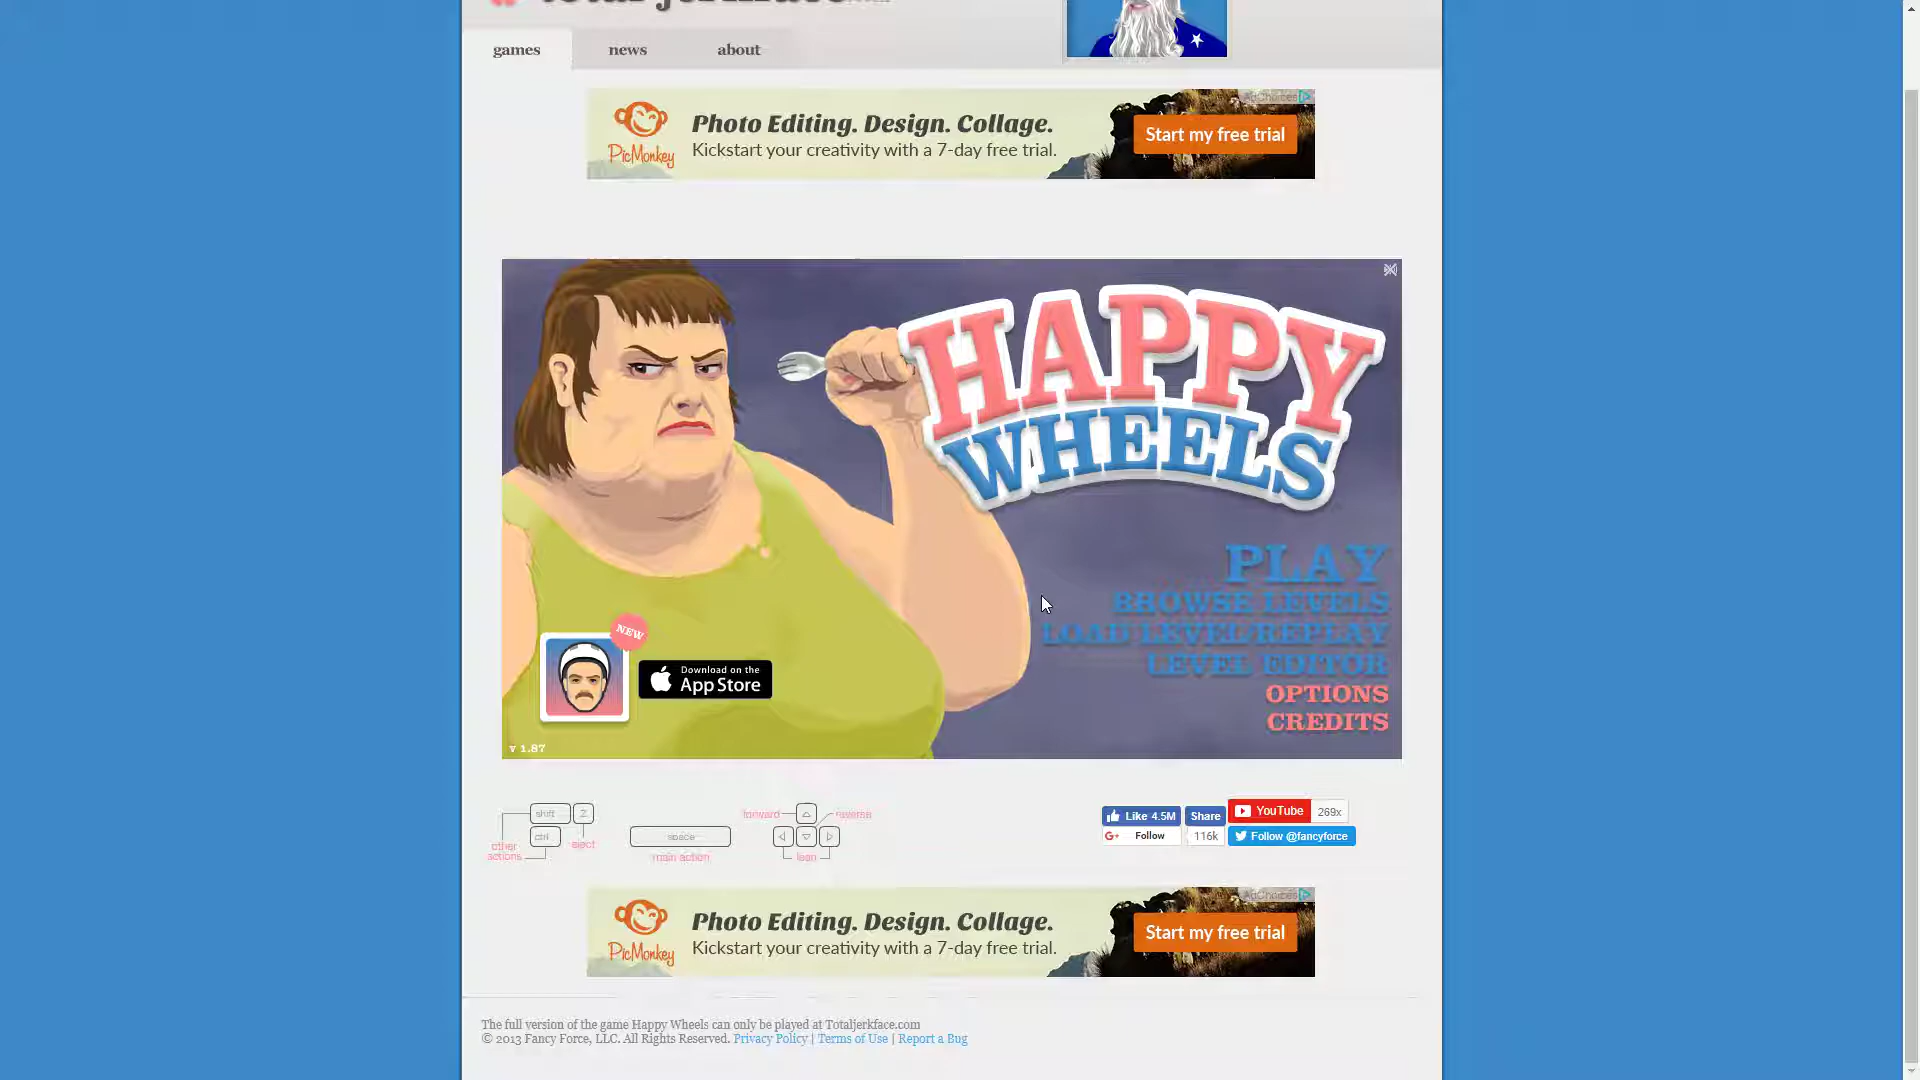 games
news
about
AdChoices
Photo Editing. Design. Collage.
Kickstart your creativity with a 7-day free trial.
PicMonkey
Start my free trial
HAPPY
WHEELS
PLAY
BROWSE LEVELS
LOAD LEVEL/REPLAY
LEVEL EDITOR
OPTIONS
CREDITS
NEW
Download on the
App Store
v 1.87
shift
Z
ctrl
other
actions
eject
space
main action
forward
reverse
lean
Like 4.5M
Share
YouTube
269x
Follow
116k
Follow @fancyforce
AdChoices
Photo Editing. Design. Collage.
Kickstart your creativity with a 7-day free trial.
PicMonkey
Start my free trial
The full version of the game Happy Wheels can only be played at Totaljerkface.com
© 2013 Fancy Force, LLC. All Rights Reserved. Privacy Policy | Terms of Use | Report a Bug